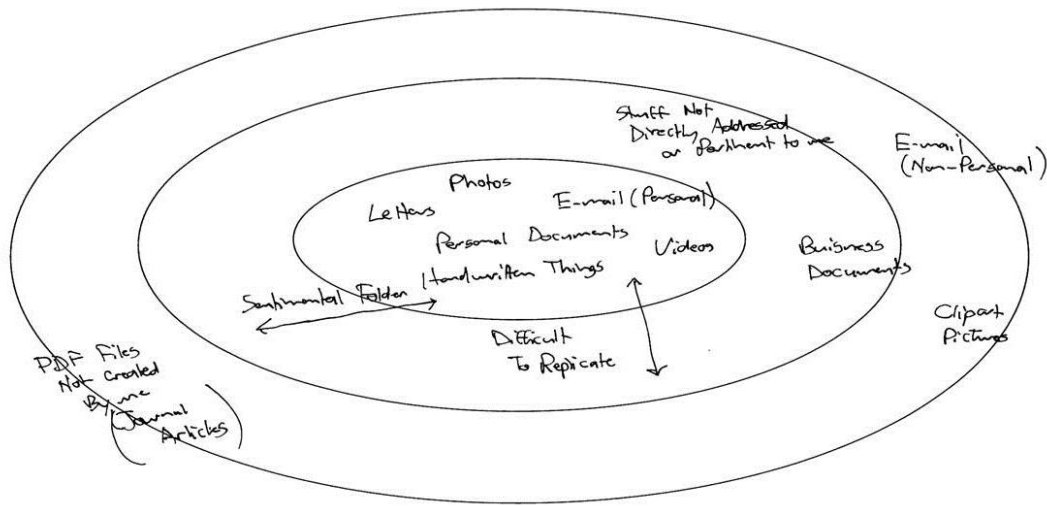 Stuff Not
Directly Addressed
or Pertinent to me
E-mail
(Non-Personal)
Photos
Letters
E-mail (Personal)
Personal Documents
Videos
Buisness
Documents
Handwritten Things
Sentimental Folder
Clipart
Pictures
Difficult
To Replicate
PDF Files
Not Created
By me
(Journal
Articles)